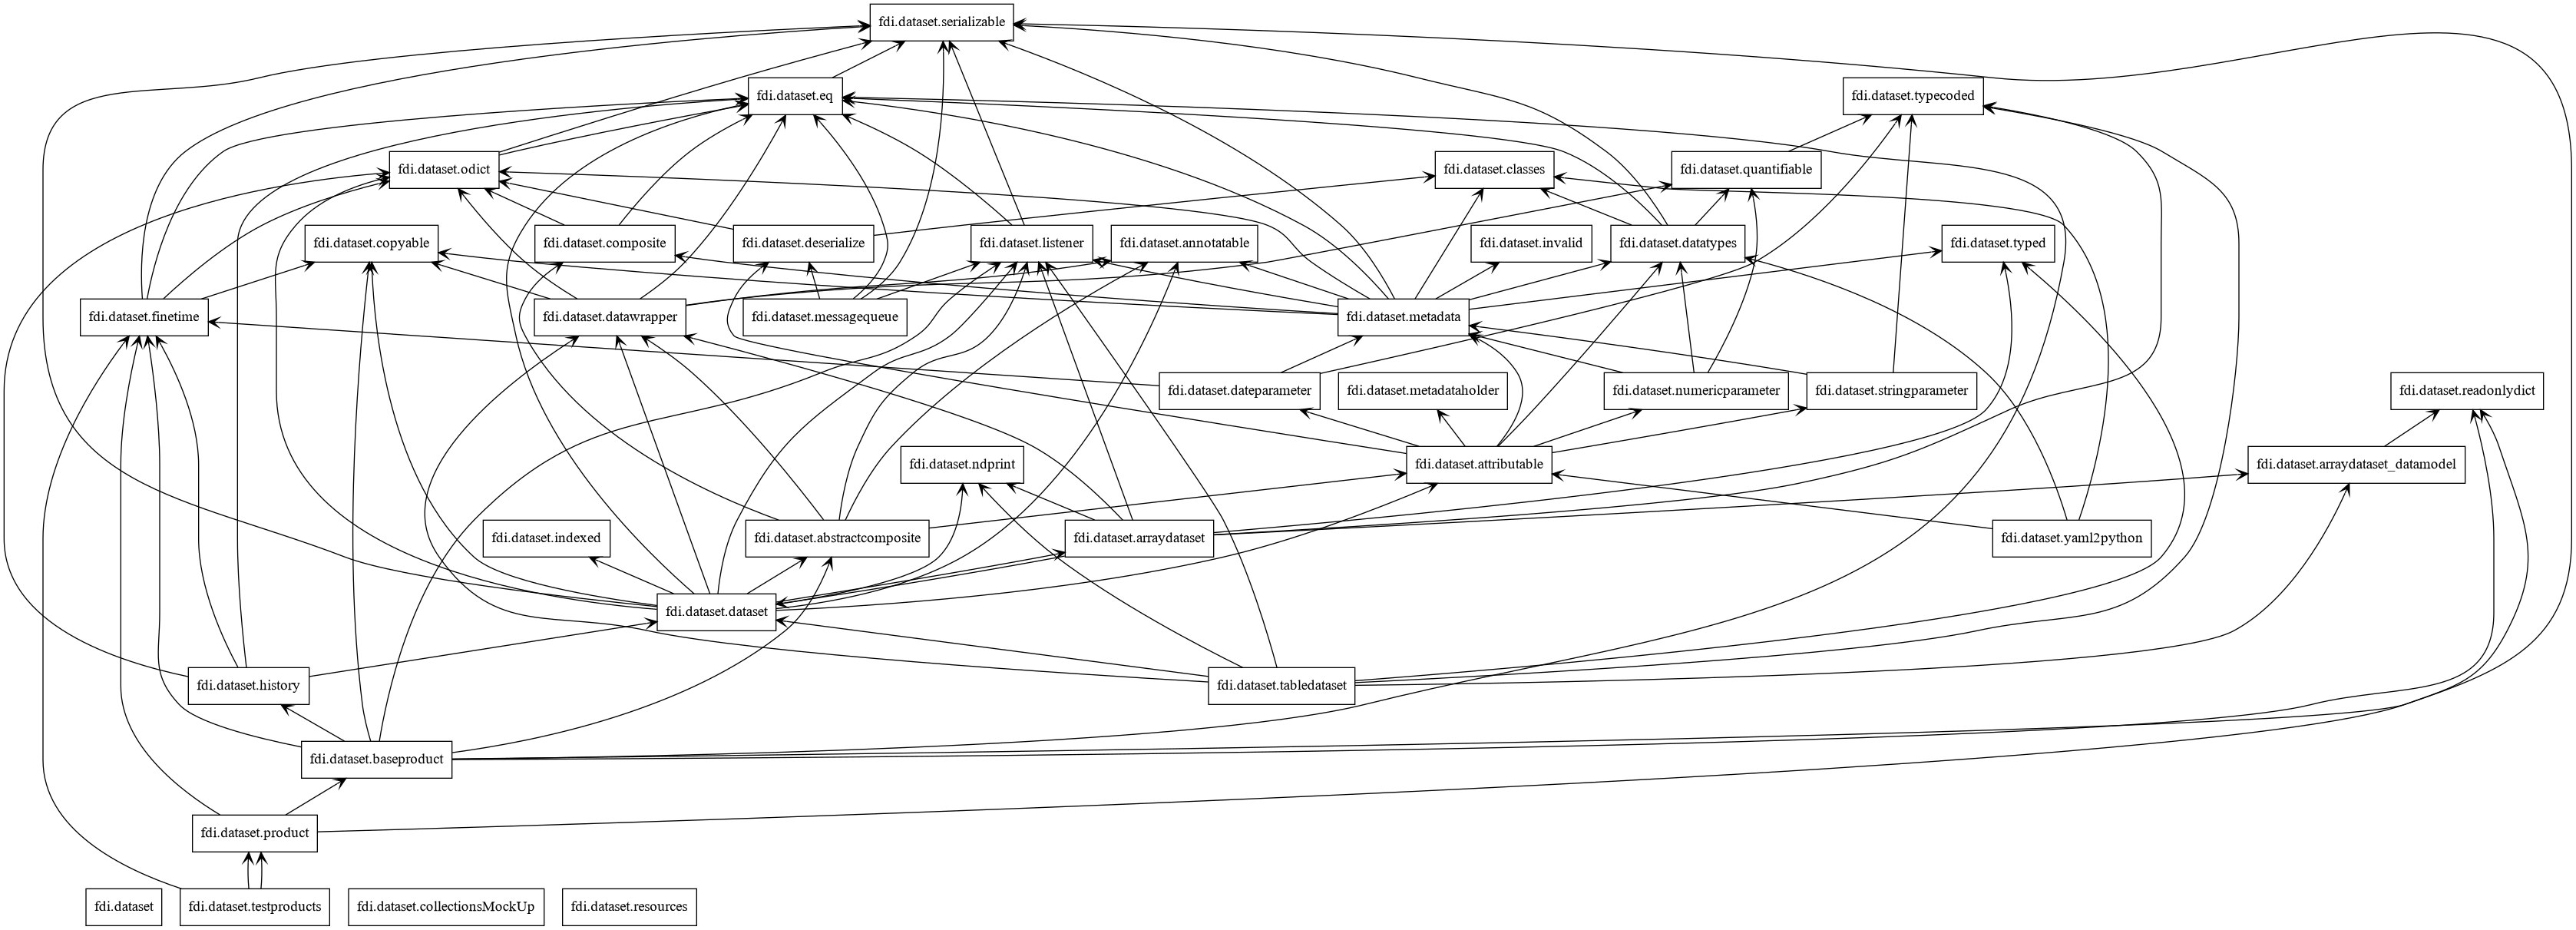 fdi.dataset.serializable
fdi.dataset.eq
fdi.dataset.typecoded
fdi.dataset.odict
fdi.dataset.classes
fdi.dataset.quantifiable
fdi.dataset.copyable
fdi.dataset.composite
fdi.dataset.deserialize
fdi.dataset.listener
fdi.dataset.annotatable
fdi.dataset.invalid
fdi.dataset.datatypes
fdi.dataset.typed
fdi.dataset.finetime
fdi.dataset.datawrapper
fdi.dataset.messagequeue
fdi.dataset.metadata
fdi.dataset.dateparameter
fdi.dataset.metadataholder
fdi.dataset.numericparameter
fdi.dataset.stringparameter
fdi.dataset.readonlydict
fdi.dataset.ndprint
fdi.dataset.attributable
fdi.dataset.arraydataset_datamodel
fdi.dataset.indexed
fdi.dataset.abstractcomposite
fdi.dataset.arraydataset
fdi.dataset.yaml2python
fdi.dataset.dataset
fdi.dataset.history
fdi.dataset.tabledataset
fdi.dataset.baseproduct
fdi.dataset.product
fdi.dataset
fdi.dataset.testproducts
fdi.dataset.collectionsMockUp
fdi.dataset.resources